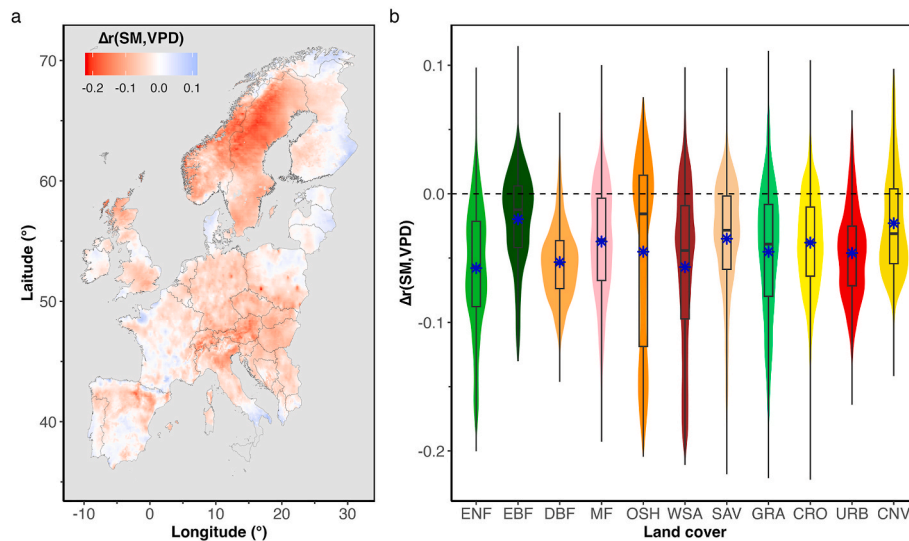 a
Δr(SM,VPD)
-0.2 -0.1 0.0 0.1
70
60
50
40
Laitude (°)
-10 0 10 20 30
Longitude (°)
b
0.1
0.0
-0.1
-0.2
Δr(SM,VPD)
ENF EBF DBF MF OSH WSA SAV GRA CRO URB CNV
Land cover